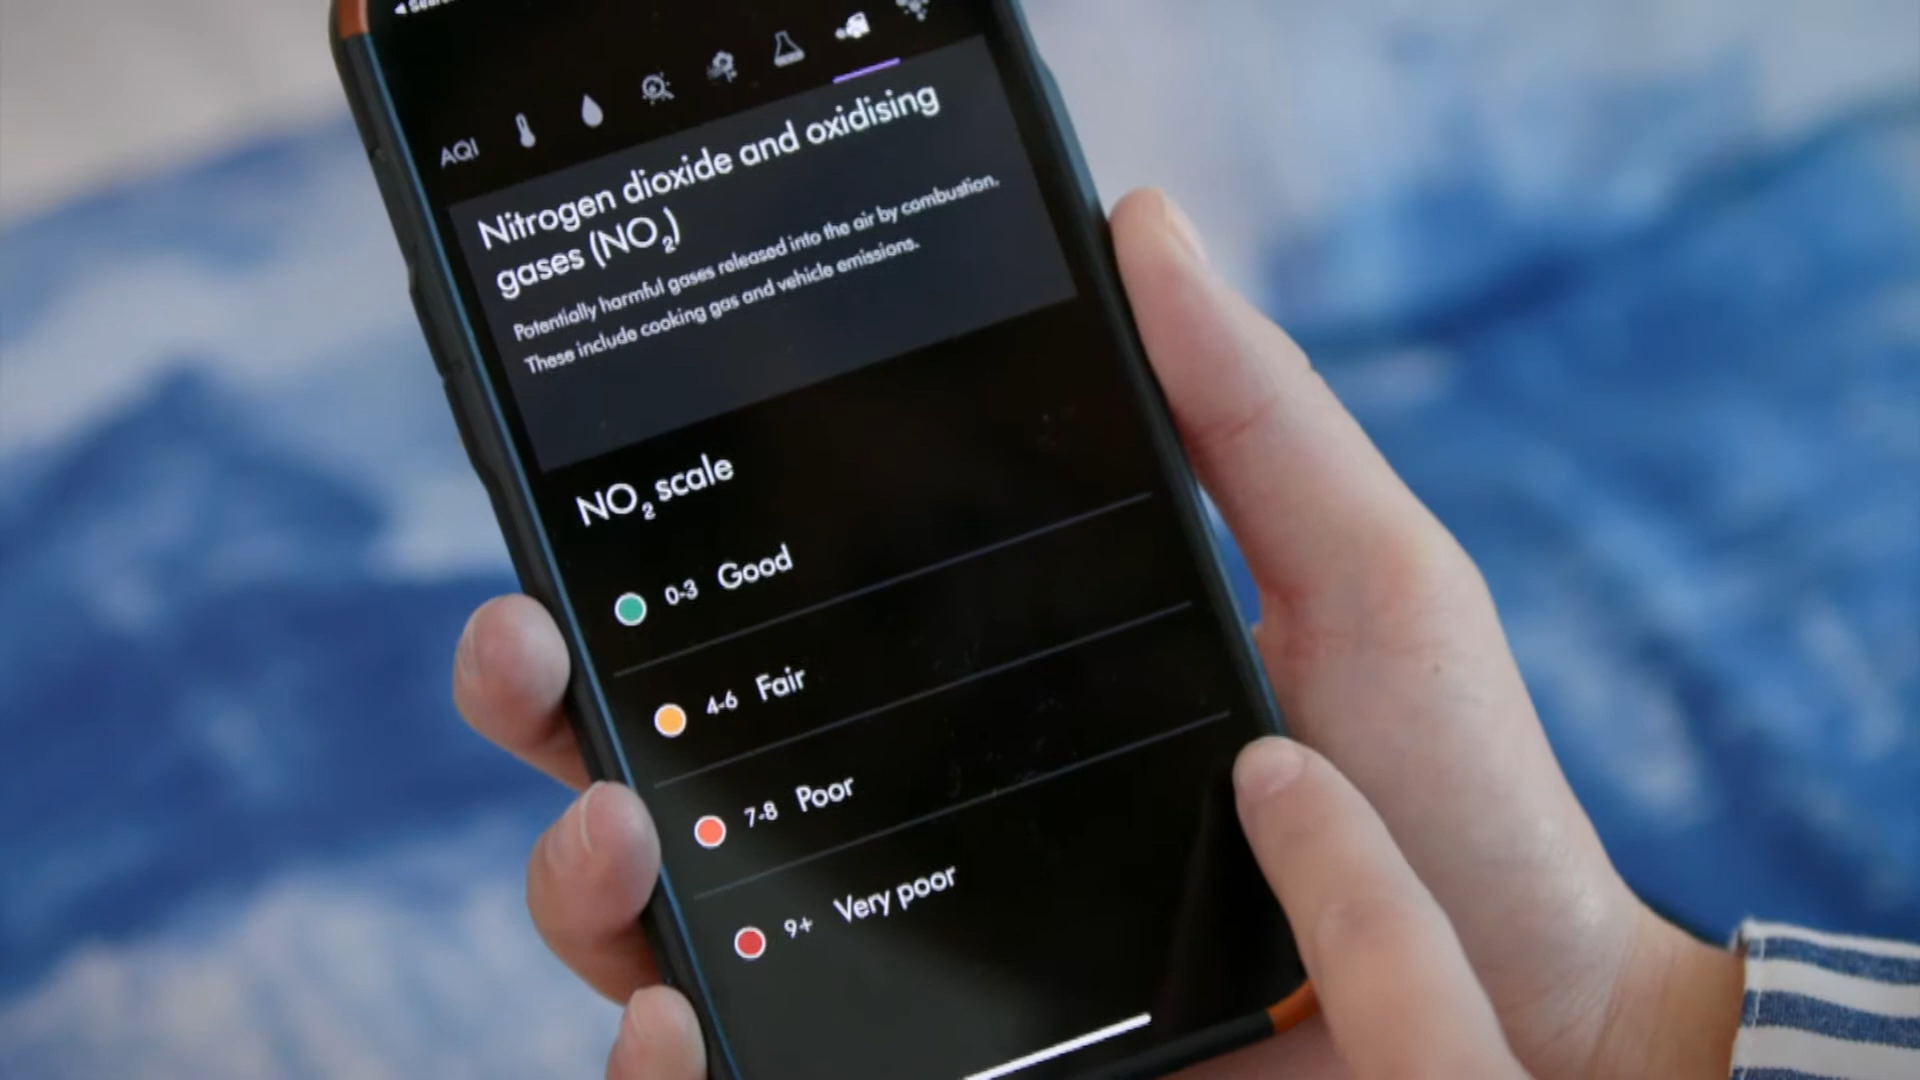 AQI
Nitrogen dioxide and oxidising
gases (NO₂)
Potentially harmful gases released into the air by combustion.
These include cooking gas and vehicle emissions.
NO₂ scale
0-3 Good
4-6 Fair
7-8 Poor
9+ Very poor